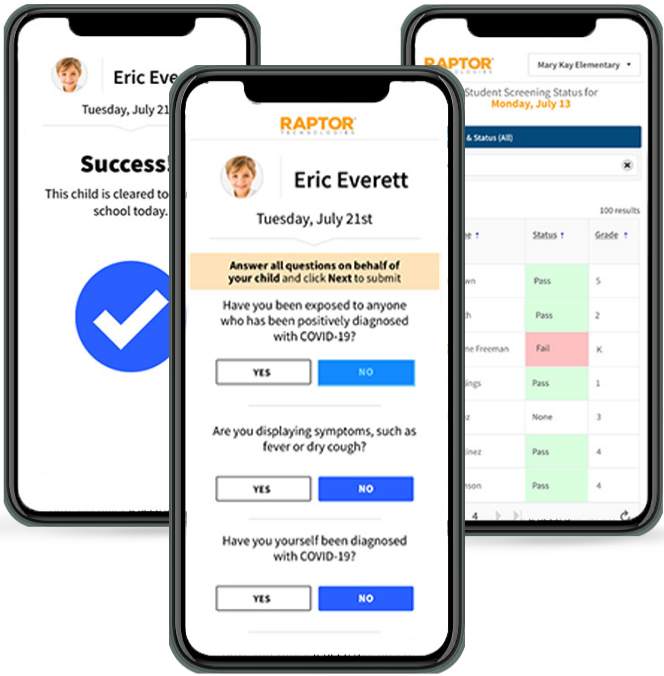 Eric Eve
Tuesday, July 21
Success!
This child is cleared to
school today.
RAPTOR
TECHNOLOGIES
Eric Everett
Tuesday, July 21st
Answer all questions on behalf of
your child and click Next to submit
Have you been exposed to anyone
who has been positively diagnosed
with COVID-19?
YES NO
Are you displaying symptoms, such as
fever or dry cough?
YES NO
Have you yourself been diagnosed
with COVID-19?
YES NO
RAPTOR
Mary Kay Elementary
Student Screening Status for
Monday, July 13
& Status (All)
100 results
Status Grade
Pass 5
Pass 2
Freeman Fail K
Pass 1
None 3
Pass 4
Pass 4
4